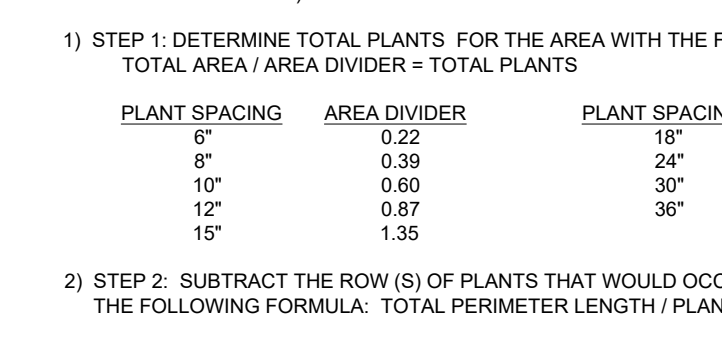 1) STEP 1: DETERMINE TOTAL PLANTS FOR THE AREA WITH THE
TOTAL AREA / AREA DIVIDER = TOTAL PLANTS
PLANT SPACING AREA DIVIDER PLANT
6" 0.22 18"
8" 0.39 24"
10" 0.60 30"
12" 0.87 36"
15" 1.35
2) STEP 2: SUBTRACT THE ROW (S) OF PLANTS THAT WOULD
THE FOLLOWING FORMULA: TOTAL PERIMETER LENGTH /